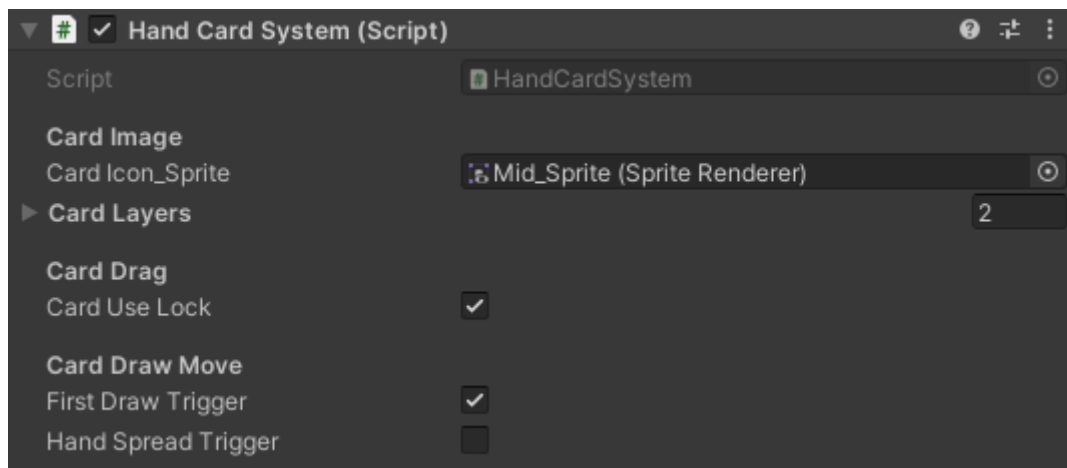 Hand Card System (Script)
Script HandCardSystem
Card Image
Card Icon_Sprite Mid_Sprite (Sprite Renderer)
Card Layers 2
Card Drag
Card Use Lock
Card Draw Move
First Draw Trigger
Hand Spread Trigger